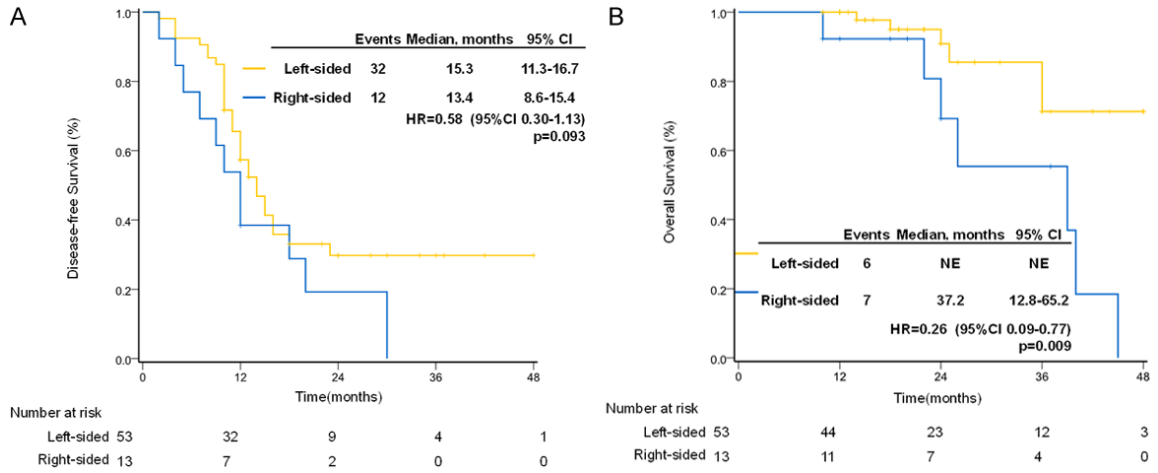 A
Disease-free Survival (%)
1.0
0.8
0.6
0.4
0.2
0.0
Events Median, months 95% CI
Left-sided 32 15.3 11.3-16.7
Right-sided 12 13.4 8.6-15.4
HR=0.58 (95%CI 0.30-1.13)
p=0.093
0 12 24 36 48
Time(months)
Number at risk
Left-sided 53 32 9 4 1
Right-sided 13 7 2 0 0
B
Overall Survival (%)
1.0
0.8
0.6
0.4
0.2
0.0
Events Median, months 95% CI
Left-sided 6 NE NE
Right-sided 7 37.2 12.8-65.2
HR=0.26 (95%CI 0.09-0.77)
p=0.009
0 12 24 36 48
Time(months)
Number at risk
Left-sided 53 44 23 12 3
Right-sided 13 11 7 4 0